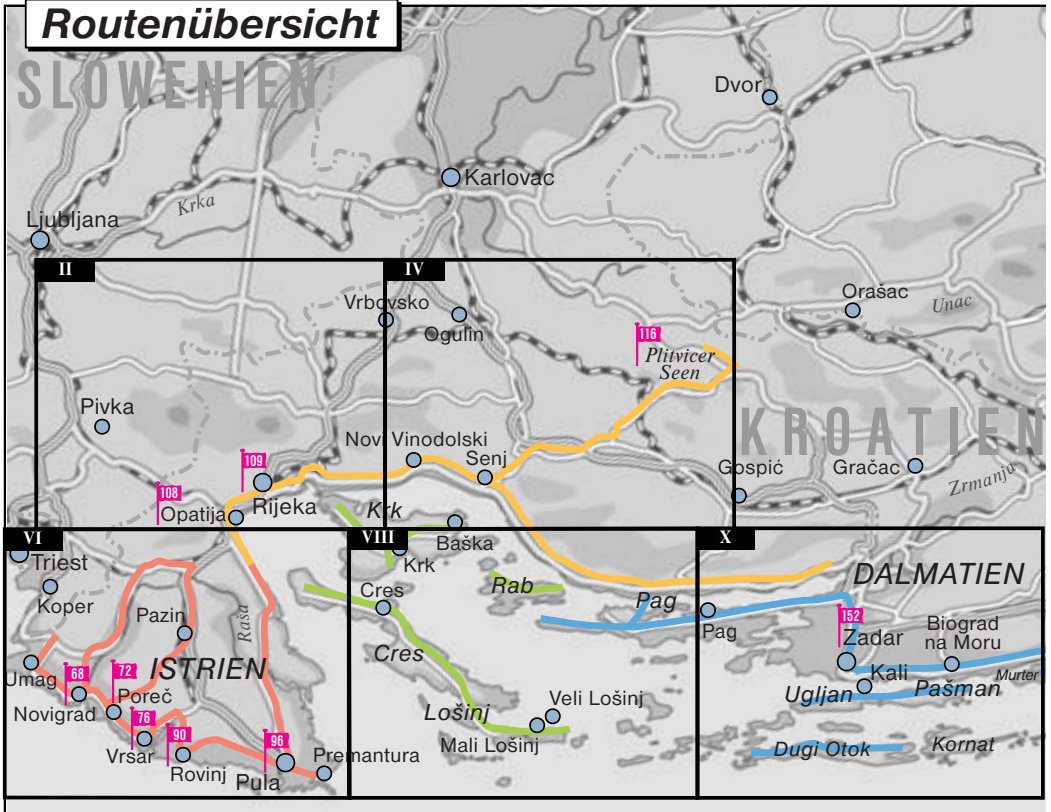 Routenübersicht
SLOWENIEN
Dvor
Karlovac
Krka
Ljubljana
II
IV
Vrbovsko
Ogulin
Orašac
Unac
116
Plitvicer
Seen
Pivka
KROATIEN
Novi Vinodolski
Senj
109
Gospić
Gračac
Zrmanja
108
Rijeka
Opatija
Krk
Baška
VI
VIII
X
Triest
Krk
Koper
Cres
Rab
Pag
DALMATIEN
Pazin
Raša
Pag
152
Zadar
Biograd
na Moru
ISTRIEN
Cres
Umag
68
72
Kali
Novigrad
Poreč
Ugljan
Pašman
Murter
76
90
96
Lošinj
Veli Lošinj
Mali Lošinj
Vrsar
Rovinj
Pula
Premantura
Dugi Otok
Kornat